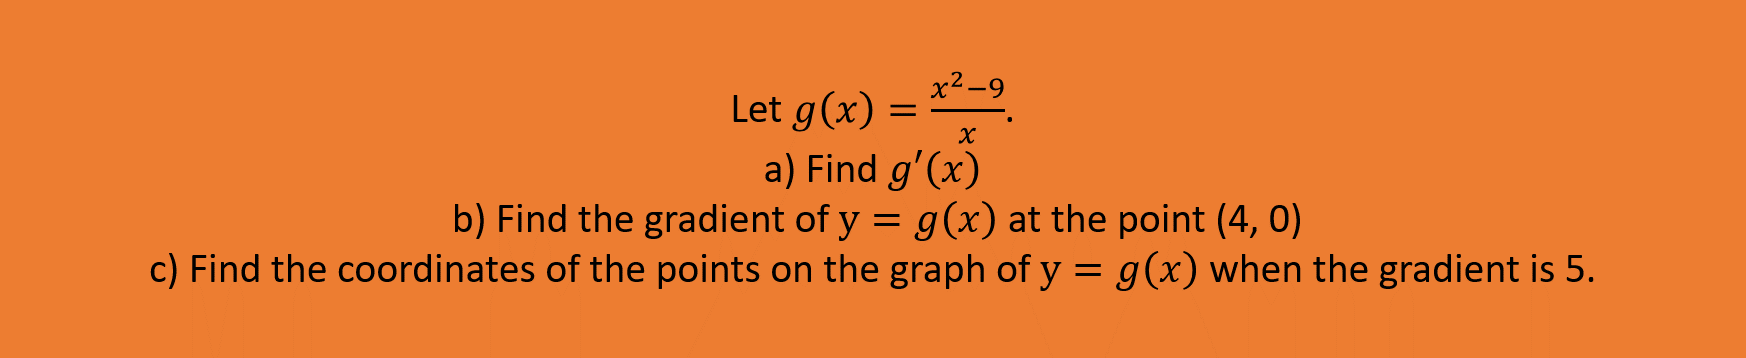 Let g(x) = \frac{x^2-9}{x}.
a) Find g′(x)
b) Find the gradient of y = g(x) at the point (4, 0)
c) Find the coordinates of the points on the graph of y = g(x) when the gradient is 5.